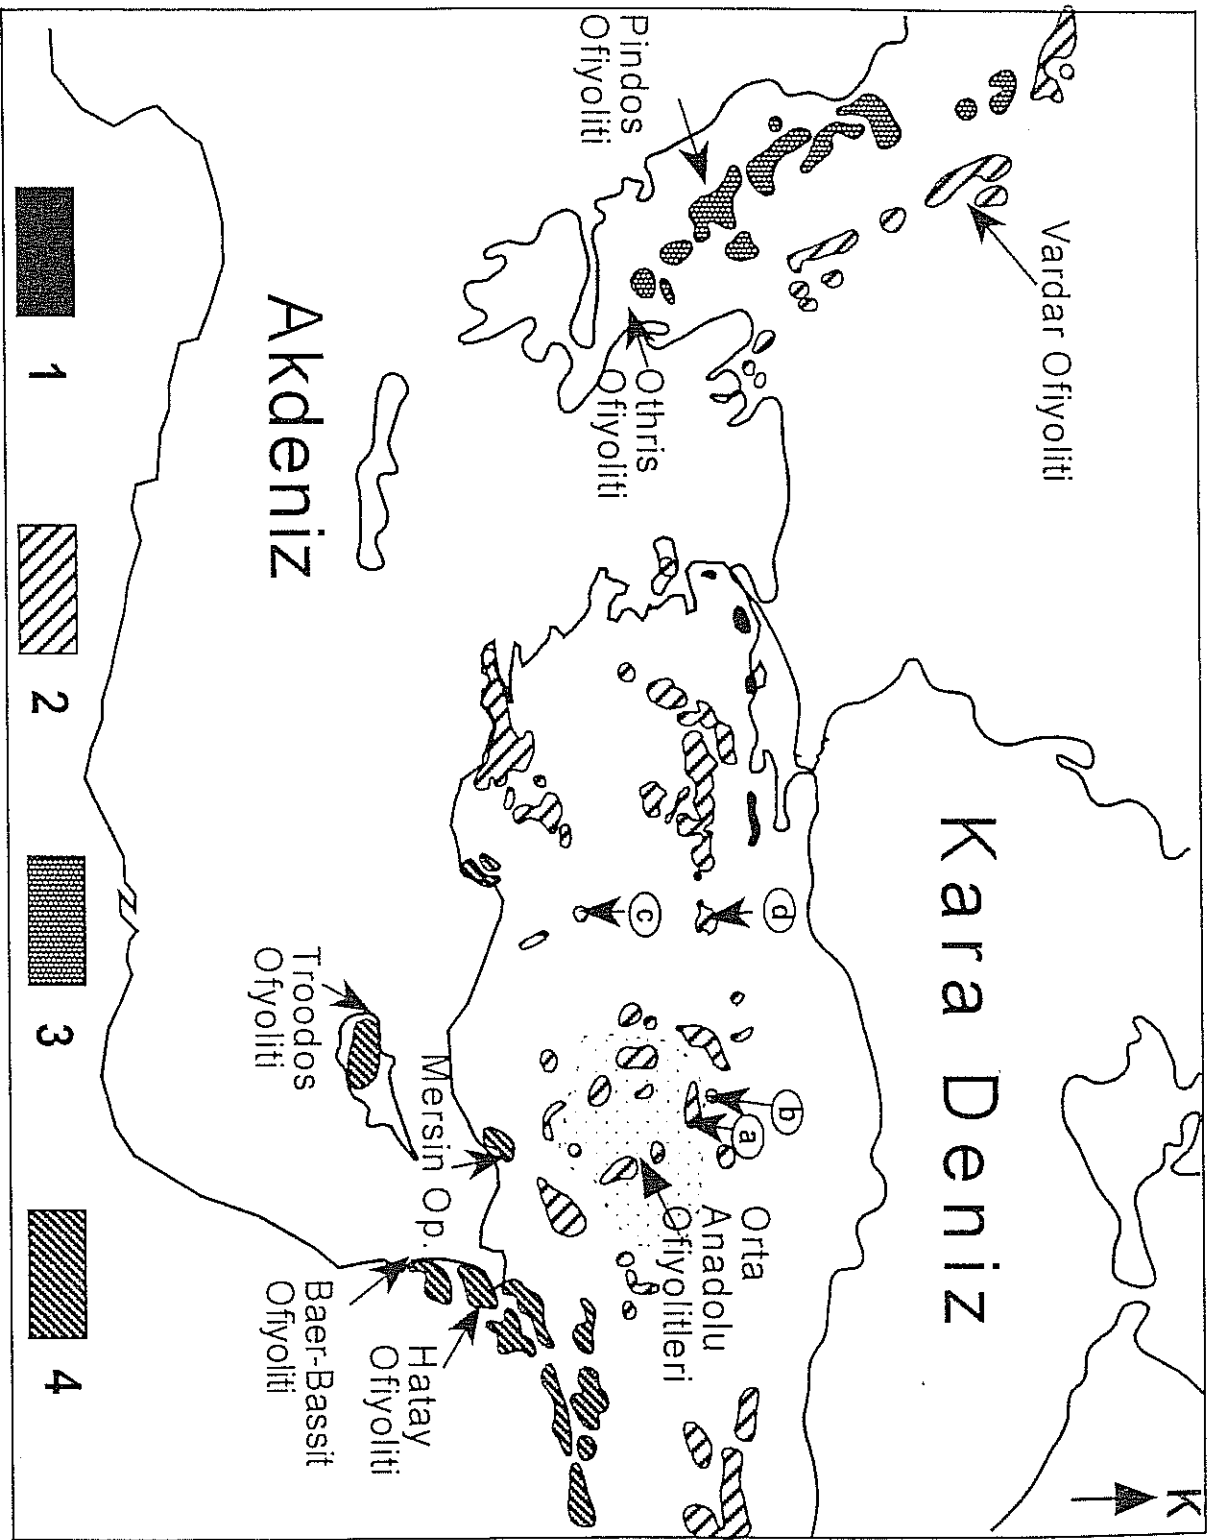 K
Kara Deniz
Akdeniz
Vardar Ofiyoliti
Pindos
Ofiyoliti
Othris
Ofiyoliti
d
c
b
a
Orta
Anadolu
Ofiyolitleri
Mersin Op.
Troodos
Ofyoliti
Hatay
Ofiyoliti
Baer-Bassit
Ofiyoliti
1
2
3
4